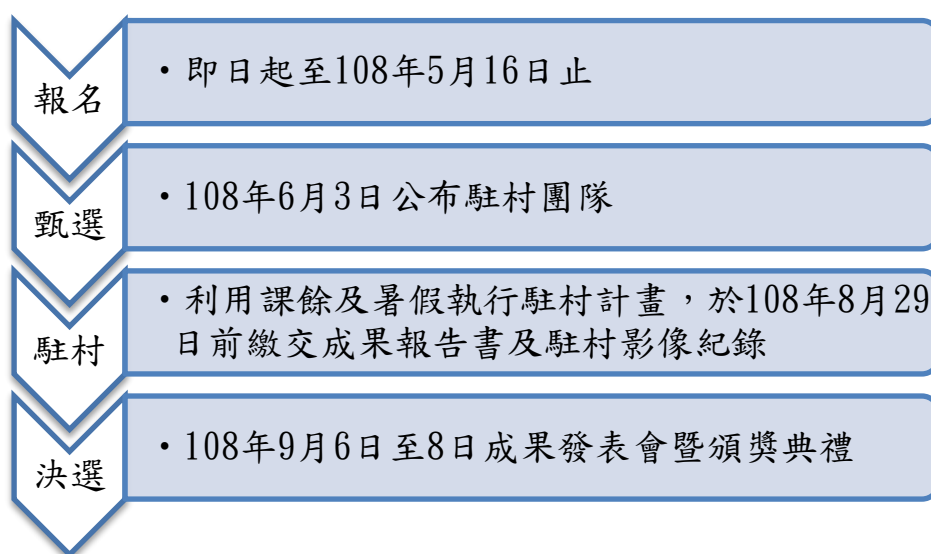 報名
・即日起至108年5月16日止
甄選
・108年6月3日公布駐村團隊
駐村
・利用課餘及暑假執行駐村計畫，於108年8月29
日前繳交成果報告書及駐村影像紀錄
決選
・108年9月6日至8日成果發表會暨頒獎典禮